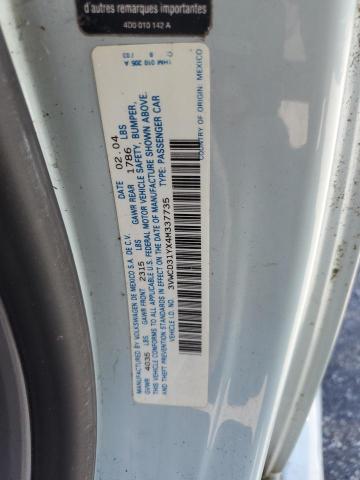 d'autres remarques importantes
4D0 010 142 A
MANUFACTURED BY VOLKSWAGEN DE MEXICO S.A. DE C.V. DATE 02.04
GVWR 4035 LBS GAWR FRONT 2315 LBS GAWR REAR 1786 LBS
THIS VEHICLE CONFORMS TO ALL APPLICABLE U.S. FEDERAL MOTOR VEHICLE SAFETY, BUMPER,
AND THEFT PREVENTION STANDARDS IN EFFECT ON THE DATE OF MANUFACTURE SHOWN ABOVE.
VEHICLE I.D. NO.: TYPE: PASSENGER CAR
3VWCD31YX4M337735
COUNTRY OF ORIGIN: MEXICO
1HM 010 206 A